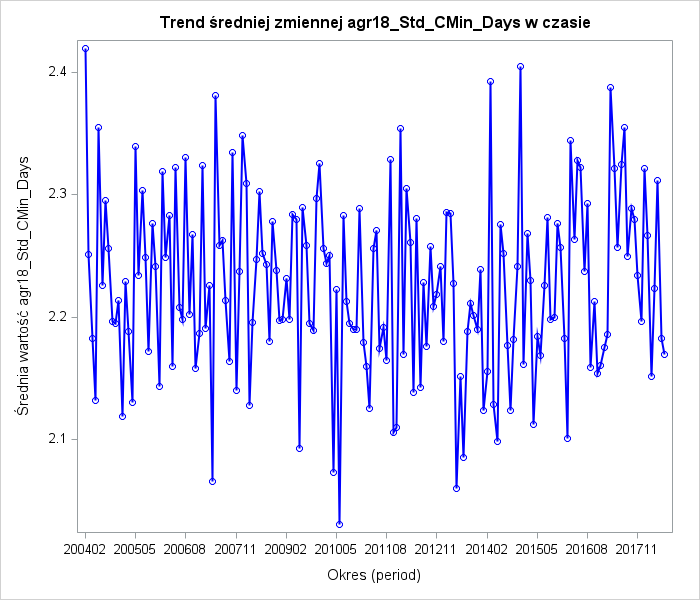 Trend średniej zmiennej agr18_Std_CMin_Days w czasie
2.4
2.3
2.2
2.1
Średnia wartość agr18_Std_CMin_Days
200402 200505 200608 200711 200902 201005 201108 201211 201402 201505 201608 201711
Okres (period)